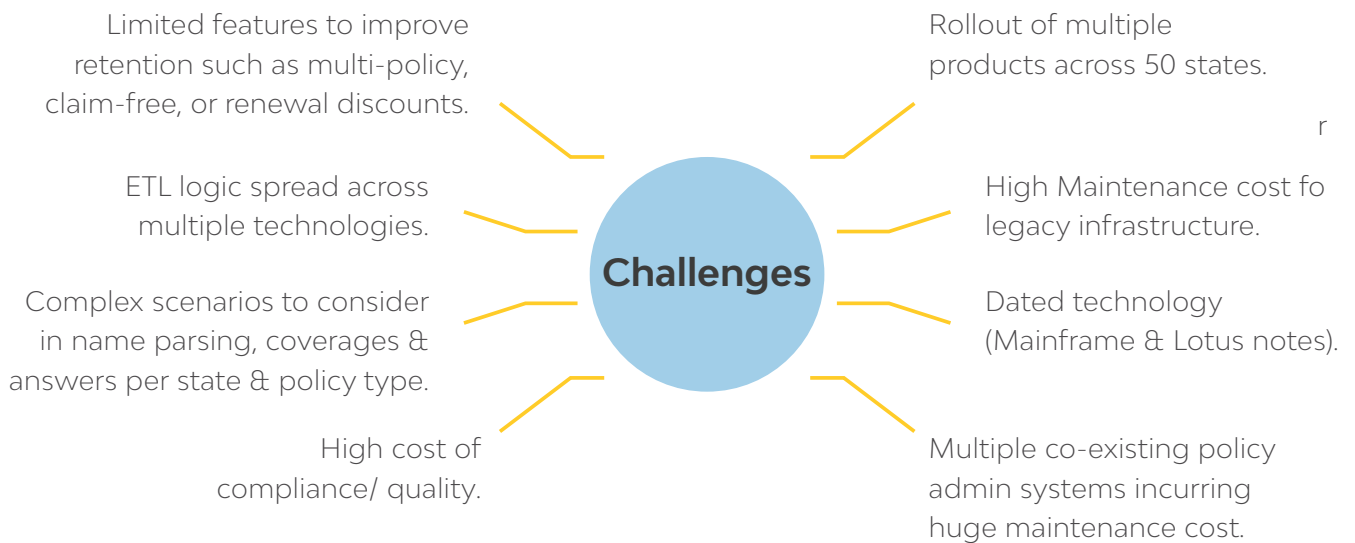 Limited features to improve
retention such as multi-policy,
claim-free, or renewal discounts.
ETL logic spread across
multiple technologies.
Complex scenarios to consider
in name parsing, coverages &
answers per state & policy type.
High cost of
compliance/ quality.
Challenges
Rollout of multiple
products across 50 states.
r
High Maintenance cost fo
legacy infrastructure.
Dated technology
(Mainframe & Lotus notes).
Multiple co-existing policy
admin systems incurring
huge maintenance cost.